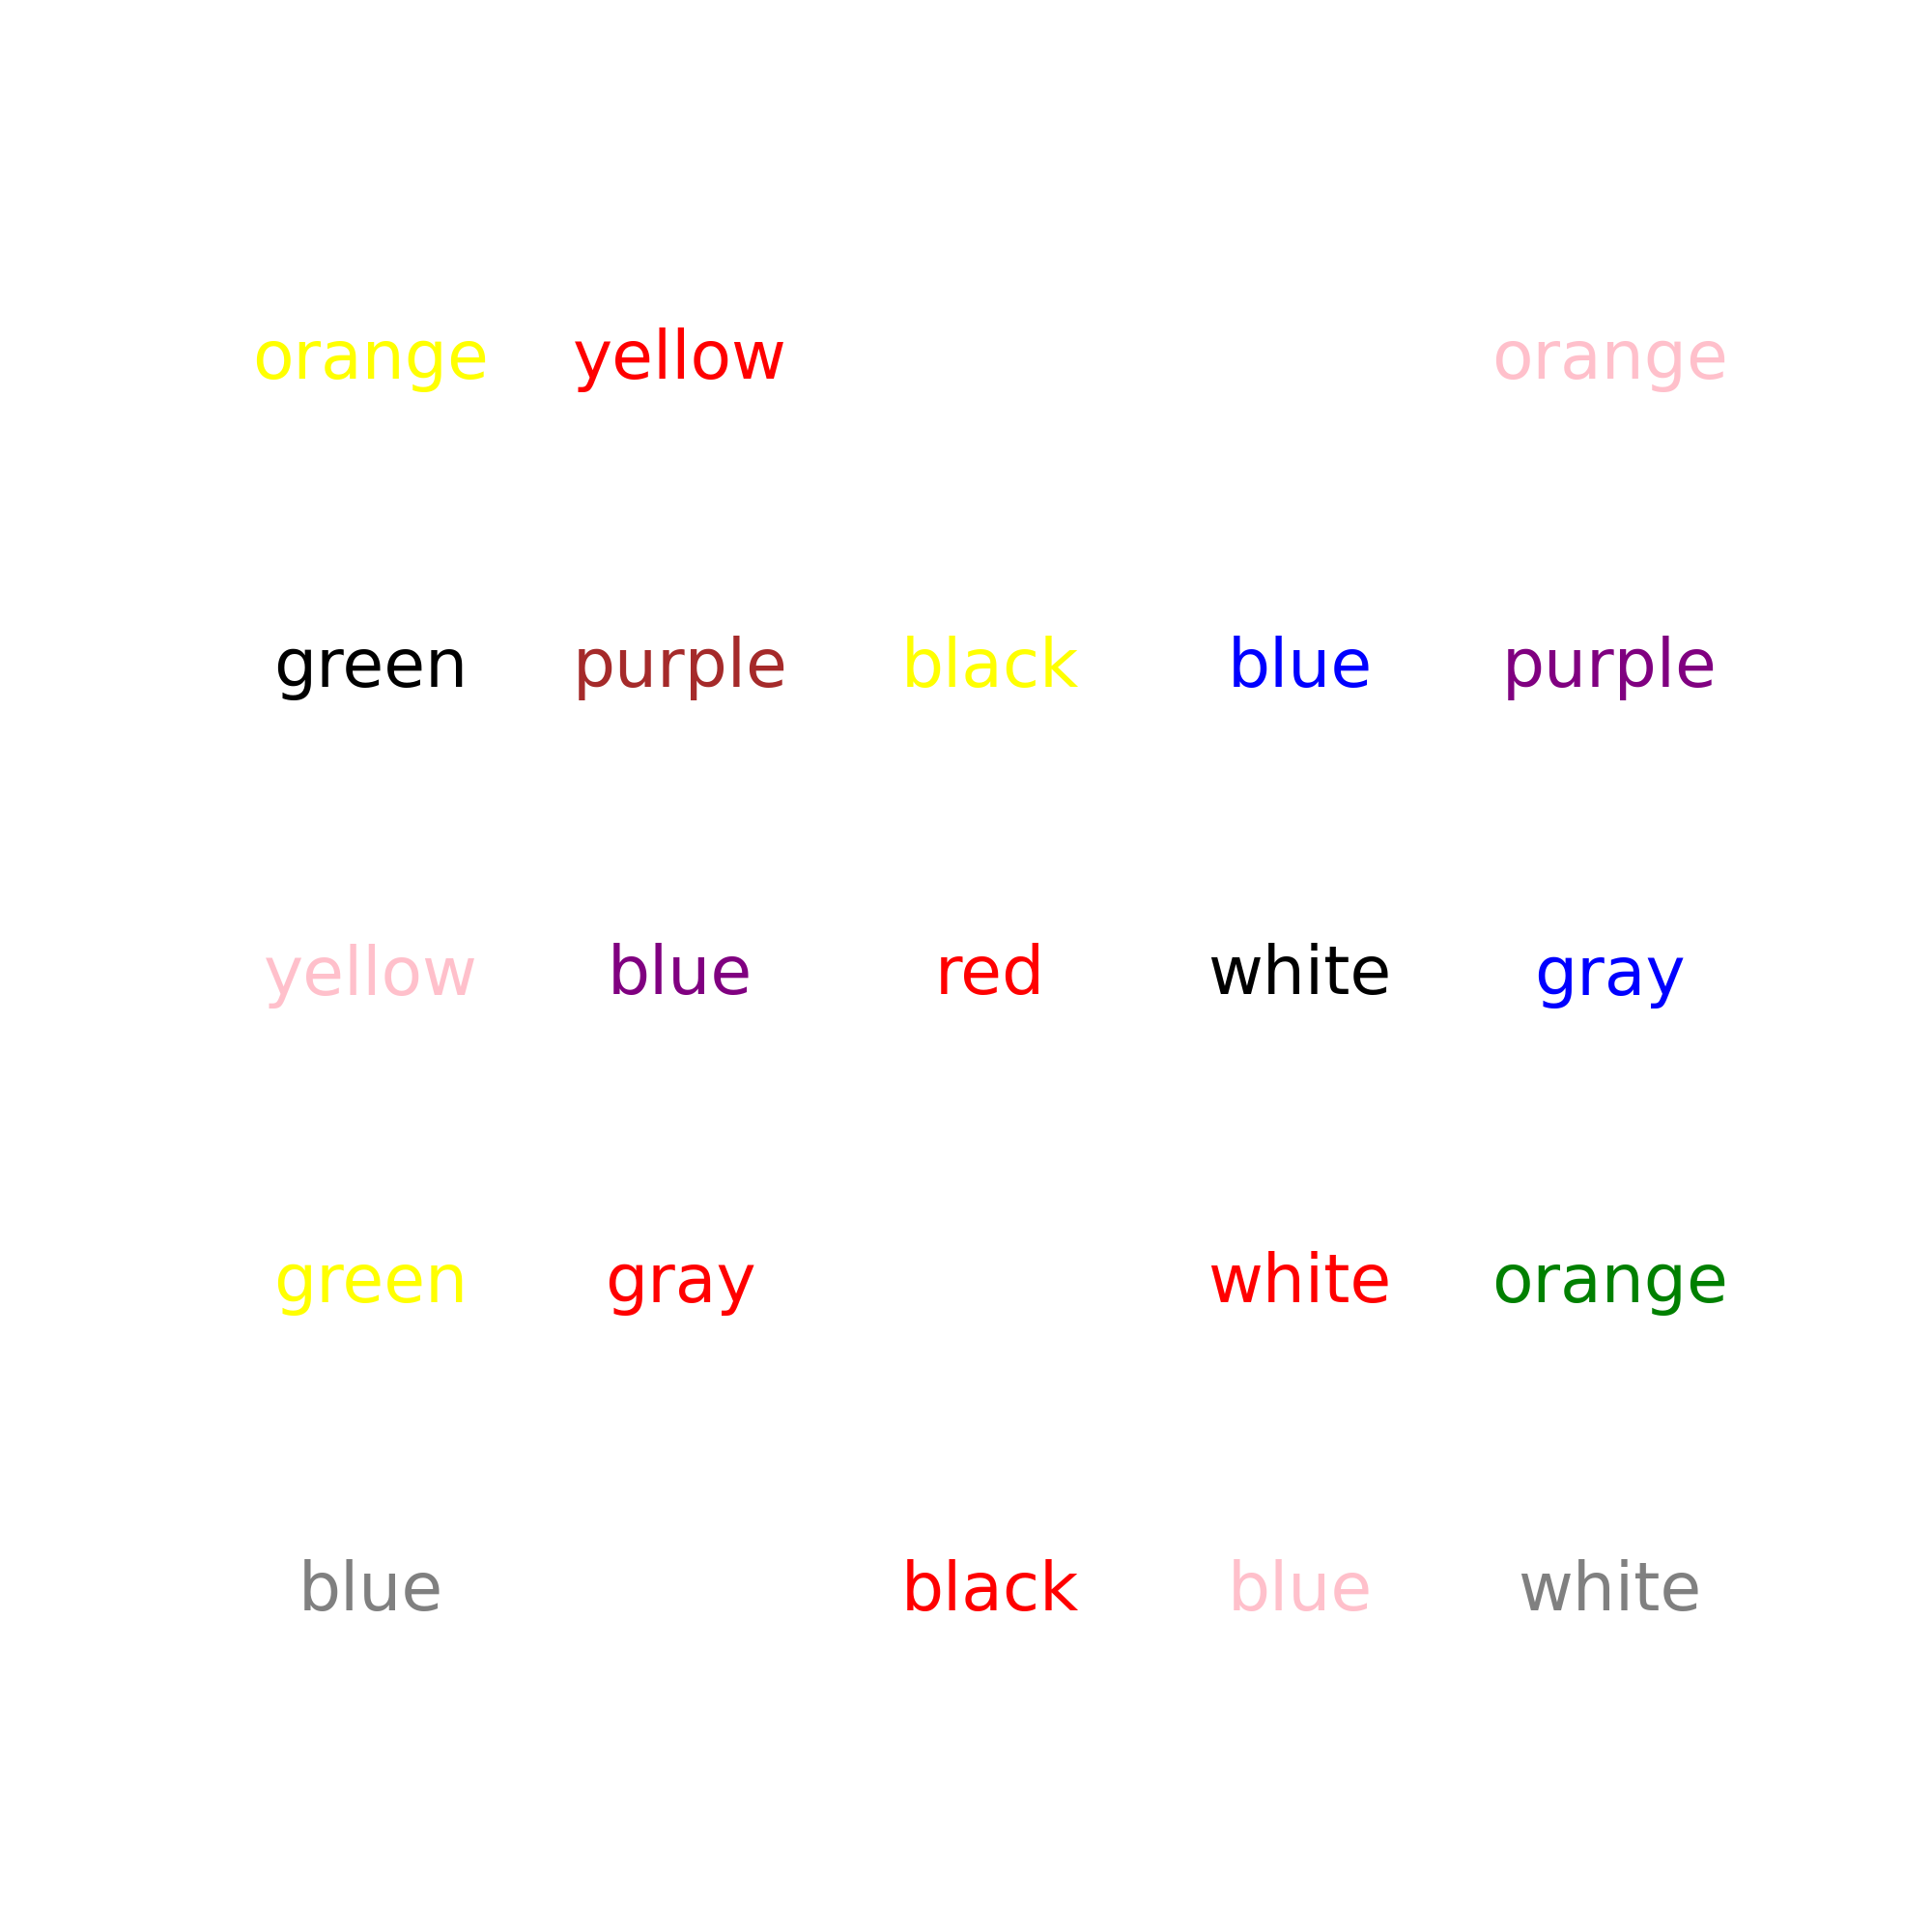 orange yellow orange
green purple black blue purple
yellow blue red white gray
green gray white orange
blue black blue white